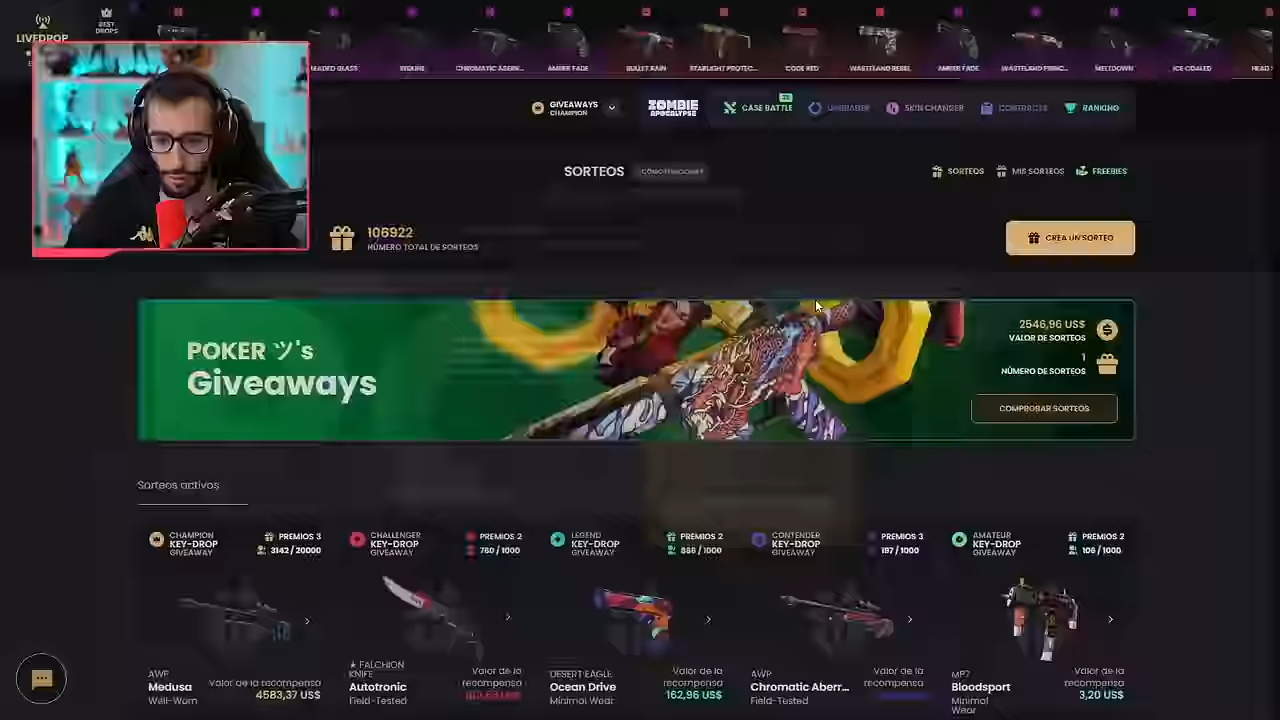 LIVEDROP
BEST
DROPS
AMBER FADE
BULLET RAIN
STARLIGHT PROTEC...
CODE RED
WASTELAND REBEL
AMBER FADE
WASTELAND PRINC...
MELTDOWN
ICE COALED
HEAD
GIVEAWAYS
CHAMPION
ZOMBIE
APOCALYPSE
CASE BATTLE
UPGRADER
SKIN CHANGER
CONTRACTS
RANKING
SORTEOS
¿CÓMO FUNCIONA?
SORTEOS
MIS SORTEOS
FREEBIES
106922
NÚMERO TOTAL DE SORTEOS
CREA UN SORTEO
POKER ツ's
Giveaways
2546,96 US$
VALOR DE SORTEOS
1
NÚMERO DE SORTEOS
COMPROBAR SORTEOS
Sorteos activos
CHAMPION
KEY-DROP
GIVEAWAY
PREMIOS 3
3142 / 20000
CHALLENGER
KEY-DROP
GIVEAWAY
PREMIOS 2
760 / 1000
LEGEND
KEY-DROP
GIVEAWAY
PREMIOS 2
/ 1000
CONTENDER
KEY-DROP
GIVEAWAY
PREMIOS 3
187 / 1000
AMATEUR
KEY-DROP
GIVEAWAY
PREMIOS 2
106 / 1000
AWP
Medusa
Well-Worn
Valor de la recompensa
4583,37 US$
★ FALCHION
KNIFE
Autotronic
Field-Tested
Valor de la
recompensa
DESERT EAGLE
Ocean Drive
Minimal Wear
Valor de la
recompensa
162,96 US$
AWP
Chromatic Aberr...
Field-Tested
Valor de la
recompensa
MP7
Bloodsport
Minimal
Wear
Valor de la
recompensa
3,20 US$